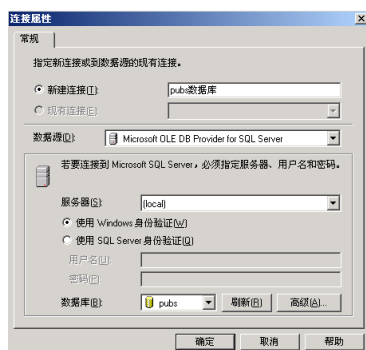 连接属性
常规
指定新连接或到数据源的现有连接。
新建连接(T): pubs数据库
现有连接(E):
数据源(D): Microsoft OLE DB Provider for SQL Server
若要连接到 Microsoft SQL Server，必须指定服务器、用户名和密码。
服务器(S): (local)
使用 Windows 身份验证(W)
使用 SQL Server 身份验证(Q)
用户名(U):
密码(P):
数据库(B): pubs 刷新(R) 高级(A)...
确定 取消 帮助